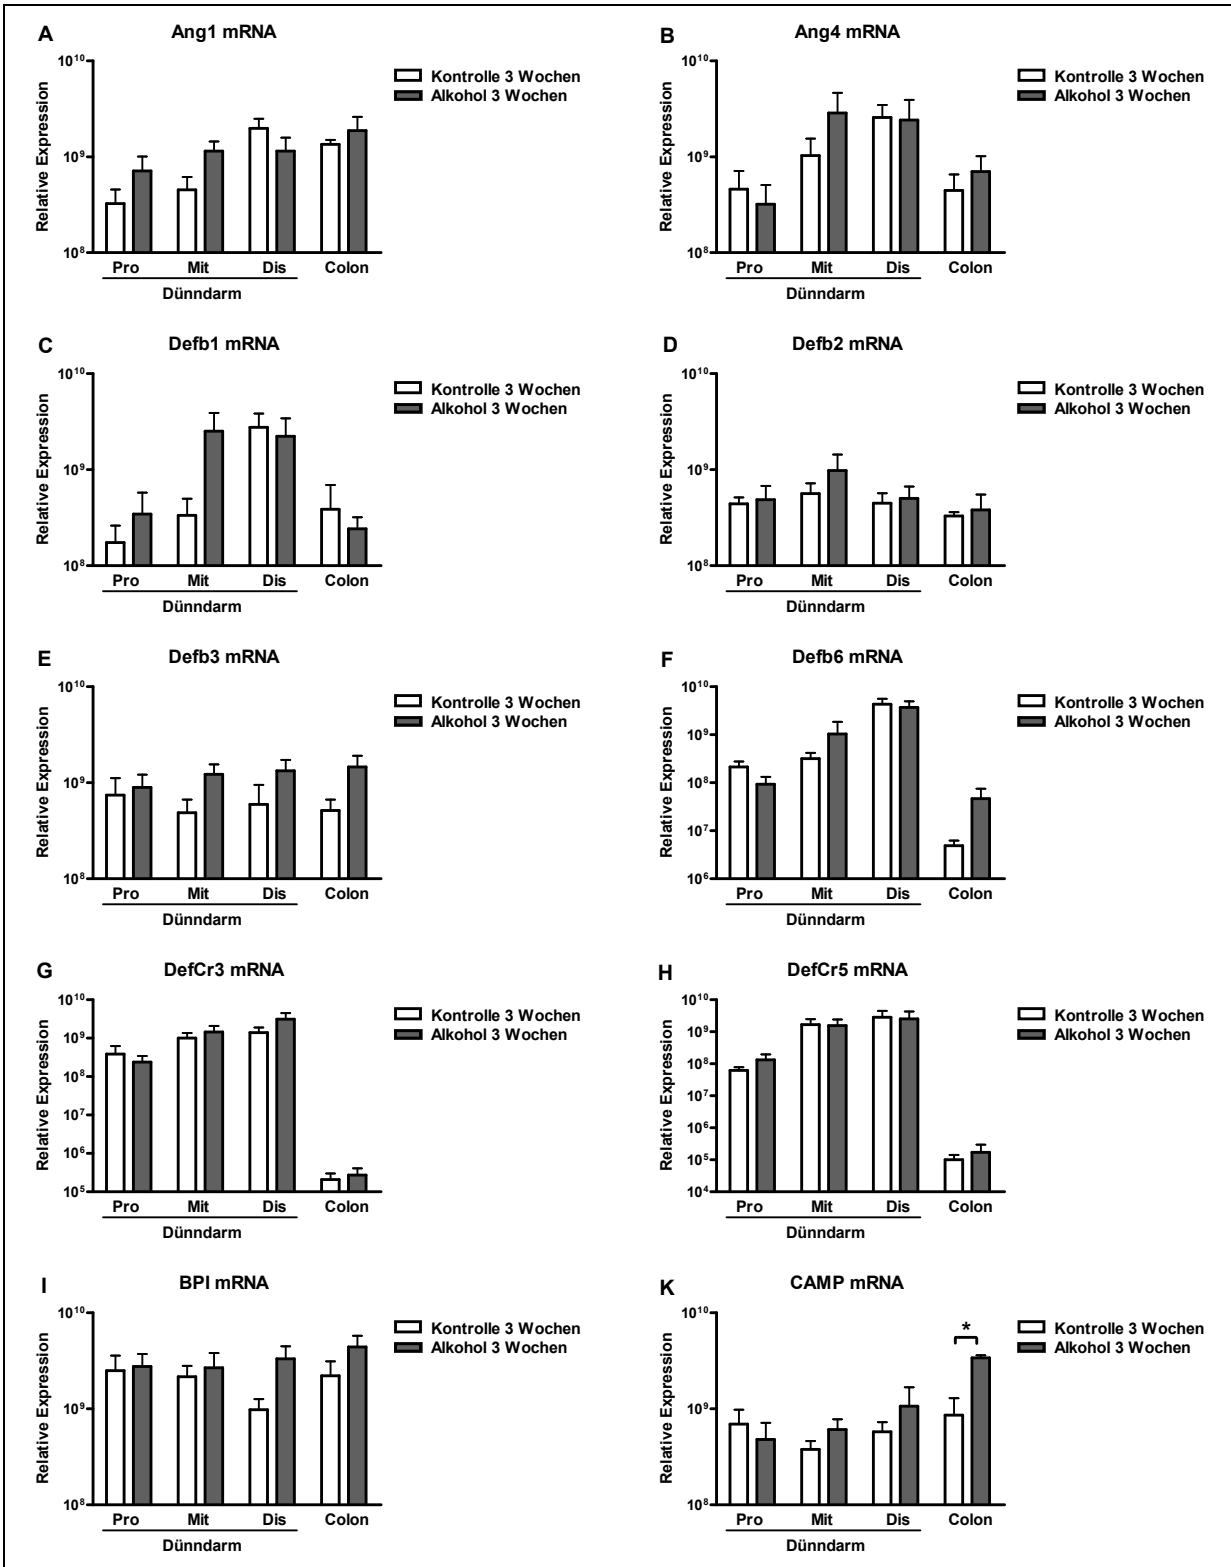 A
Ang1 mRNA
Relative Expression
10¹⁰
10⁹
10⁸
Kontrolle 3 Wochen
Alkohol 3 Wochen
Pro Mit Dis Colon
Dünndarm
B
Ang4 mRNA
Relative Expression
10¹⁰
10⁹
10⁸
Kontrolle 3 Wochen
Alkohol 3 Wochen
Pro Mit Dis Colon
Dünndarm
C
Defb1 mRNA
Relative Expression
10¹⁰
10⁹
10⁸
Kontrolle 3 Wochen
Alkohol 3 Wochen
Pro Mit Dis Colon
Dünndarm
D
Defb2 mRNA
Relative Expression
10¹⁰
10⁹
10⁸
Kontrolle 3 Wochen
Alkohol 3 Wochen
Pro Mit Dis Colon
Dünndarm
E
Defb3 mRNA
Relative Expression
10¹⁰
10⁹
10⁸
Kontrolle 3 Wochen
Alkohol 3 Wochen
Pro Mit Dis Colon
Dünndarm
F
Defb6 mRNA
Relative Expression
10¹⁰
10⁹
10⁸
10⁷
10⁶
Kontrolle 3 Wochen
Alkohol 3 Wochen
Pro Mit Dis Colon
Dünndarm
G
DefCr3 mRNA
Relative Expression
10¹⁰
10⁹
10⁸
10⁷
10⁶
10⁵
Kontrolle 3 Wochen
Alkohol 3 Wochen
Pro Mit Dis Colon
Dünndarm
H
DefCr5 mRNA
Relative Expression
10¹⁰
10⁹
10⁸
10⁷
10⁶
10⁵
10⁴
Kontrolle 3 Wochen
Alkohol 3 Wochen
Pro Mit Dis Colon
Dünndarm
I
BPI mRNA
Relative Expression
10¹⁰
10⁹
10⁸
Kontrolle 3 Wochen
Alkohol 3 Wochen
Pro Mit Dis Colon
Dünndarm
K
CAMP mRNA
Relative Expression
10¹⁰
10⁹
10⁸
*
Kontrolle 3 Wochen
Alkohol 3 Wochen
Pro Mit Dis Colon
Dünndarm